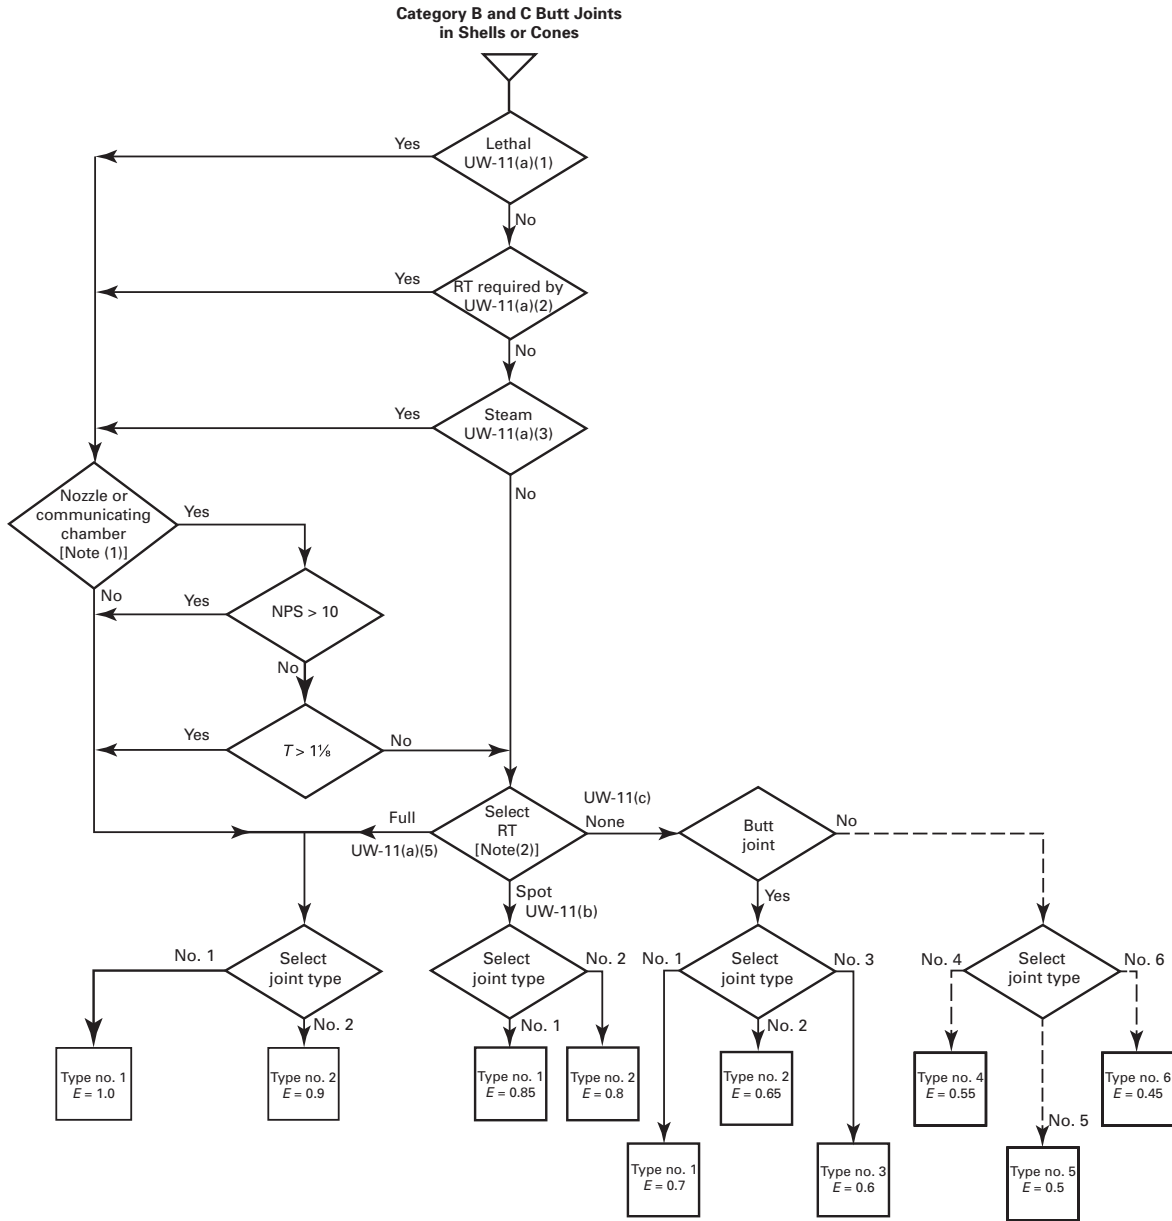 Category B and C Butt Joints
in Shells or Cones
Yes
Lethal
UW-11(a)(1)
No
Yes
RT required by
UW-11(a)(2)
No
Yes
Steam
UW-11(a)(3)
No
Nozzle or
communicating
chamber
[Note (1)]
Yes
No
Yes
NPS > 10
No
Yes
T > 1⅛
No
Full
UW-11(a)(5)
Select
RT
[Note(2)]
UW-11(c)
None
Butt
joint
No
Spot
UW-11(b)
Yes
No. 1
Select
joint type
No. 2
Select
joint type
No. 2
No. 1
No. 1
Select
joint type
No. 3
No. 2
No. 4
Select
joint type
No. 6
No. 5
Type no. 1
E = 1.0
Type no. 2
E = 0.9
Type no. 1
E = 0.85
Type no. 2
E = 0.8
Type no. 2
E = 0.65
Type no. 4
E = 0.55
Type no. 6
E = 0.45
Type no. 1
E = 0.7
Type no. 3
E = 0.6
Type no. 5
E = 0.5